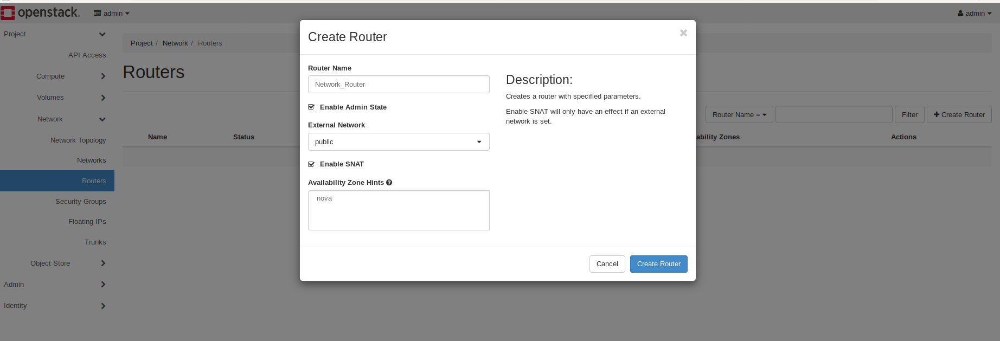 openstack. admin admin
Project
API Access
Compute
Volumes
Network
Network Topology
Networks
Routers
Security Groups
Floating IPs
Trunks
Object Store
Admin
Identity
Project / Network / Routers
Routers
Router Name = Filter Create Router
Name Status ability Zones Actions
Create Router
Router Name
Network_Router
Enable Admin State
External Network
public
Enable SNAT
Availability Zone Hints
nova
Description:
Creates a router with specified parameters.
Enable SNAT will only have an effect if an external
network is set.
Cancel Create Router